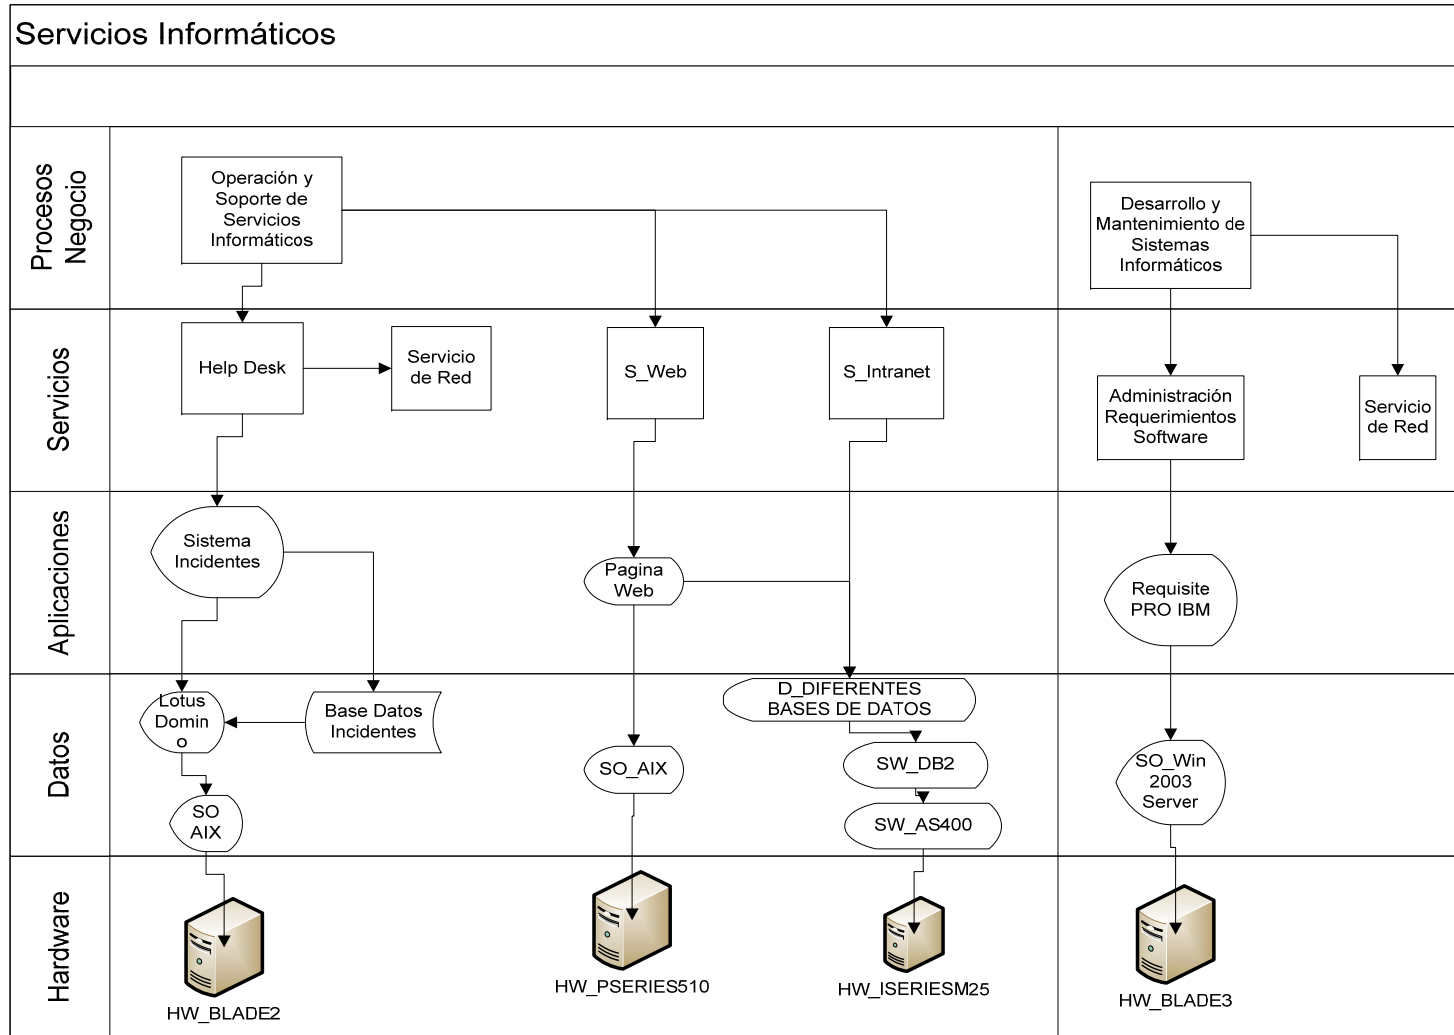 Servicios Informáticos
Procesos
Negocio
Operación y
Soporte de
Servicios
Informáticos
Desarrollo y
Mantenimiento de
Sistemas
Informáticos
Servicios
Help Desk
Servicio
de Red
S_Web
S_Intranet
Administración
Requerimientos
Software
Servicio
de Red
Aplicaciones
Sistema
Incidentes
Pagina
Web
Requisite
PRO IBM
Datos
Lotus
Domin
o
Base Datos
Incidentes
SO
AIX
SO_AIX
D_DIFERENTES
BASES DE DATOS
SW_DB2
SW_AS400
SO_Win
2003
Server
Hardware
HW_BLADE2
HW_PSERIES510
HW_ISERIESM25
HW_BLADE3